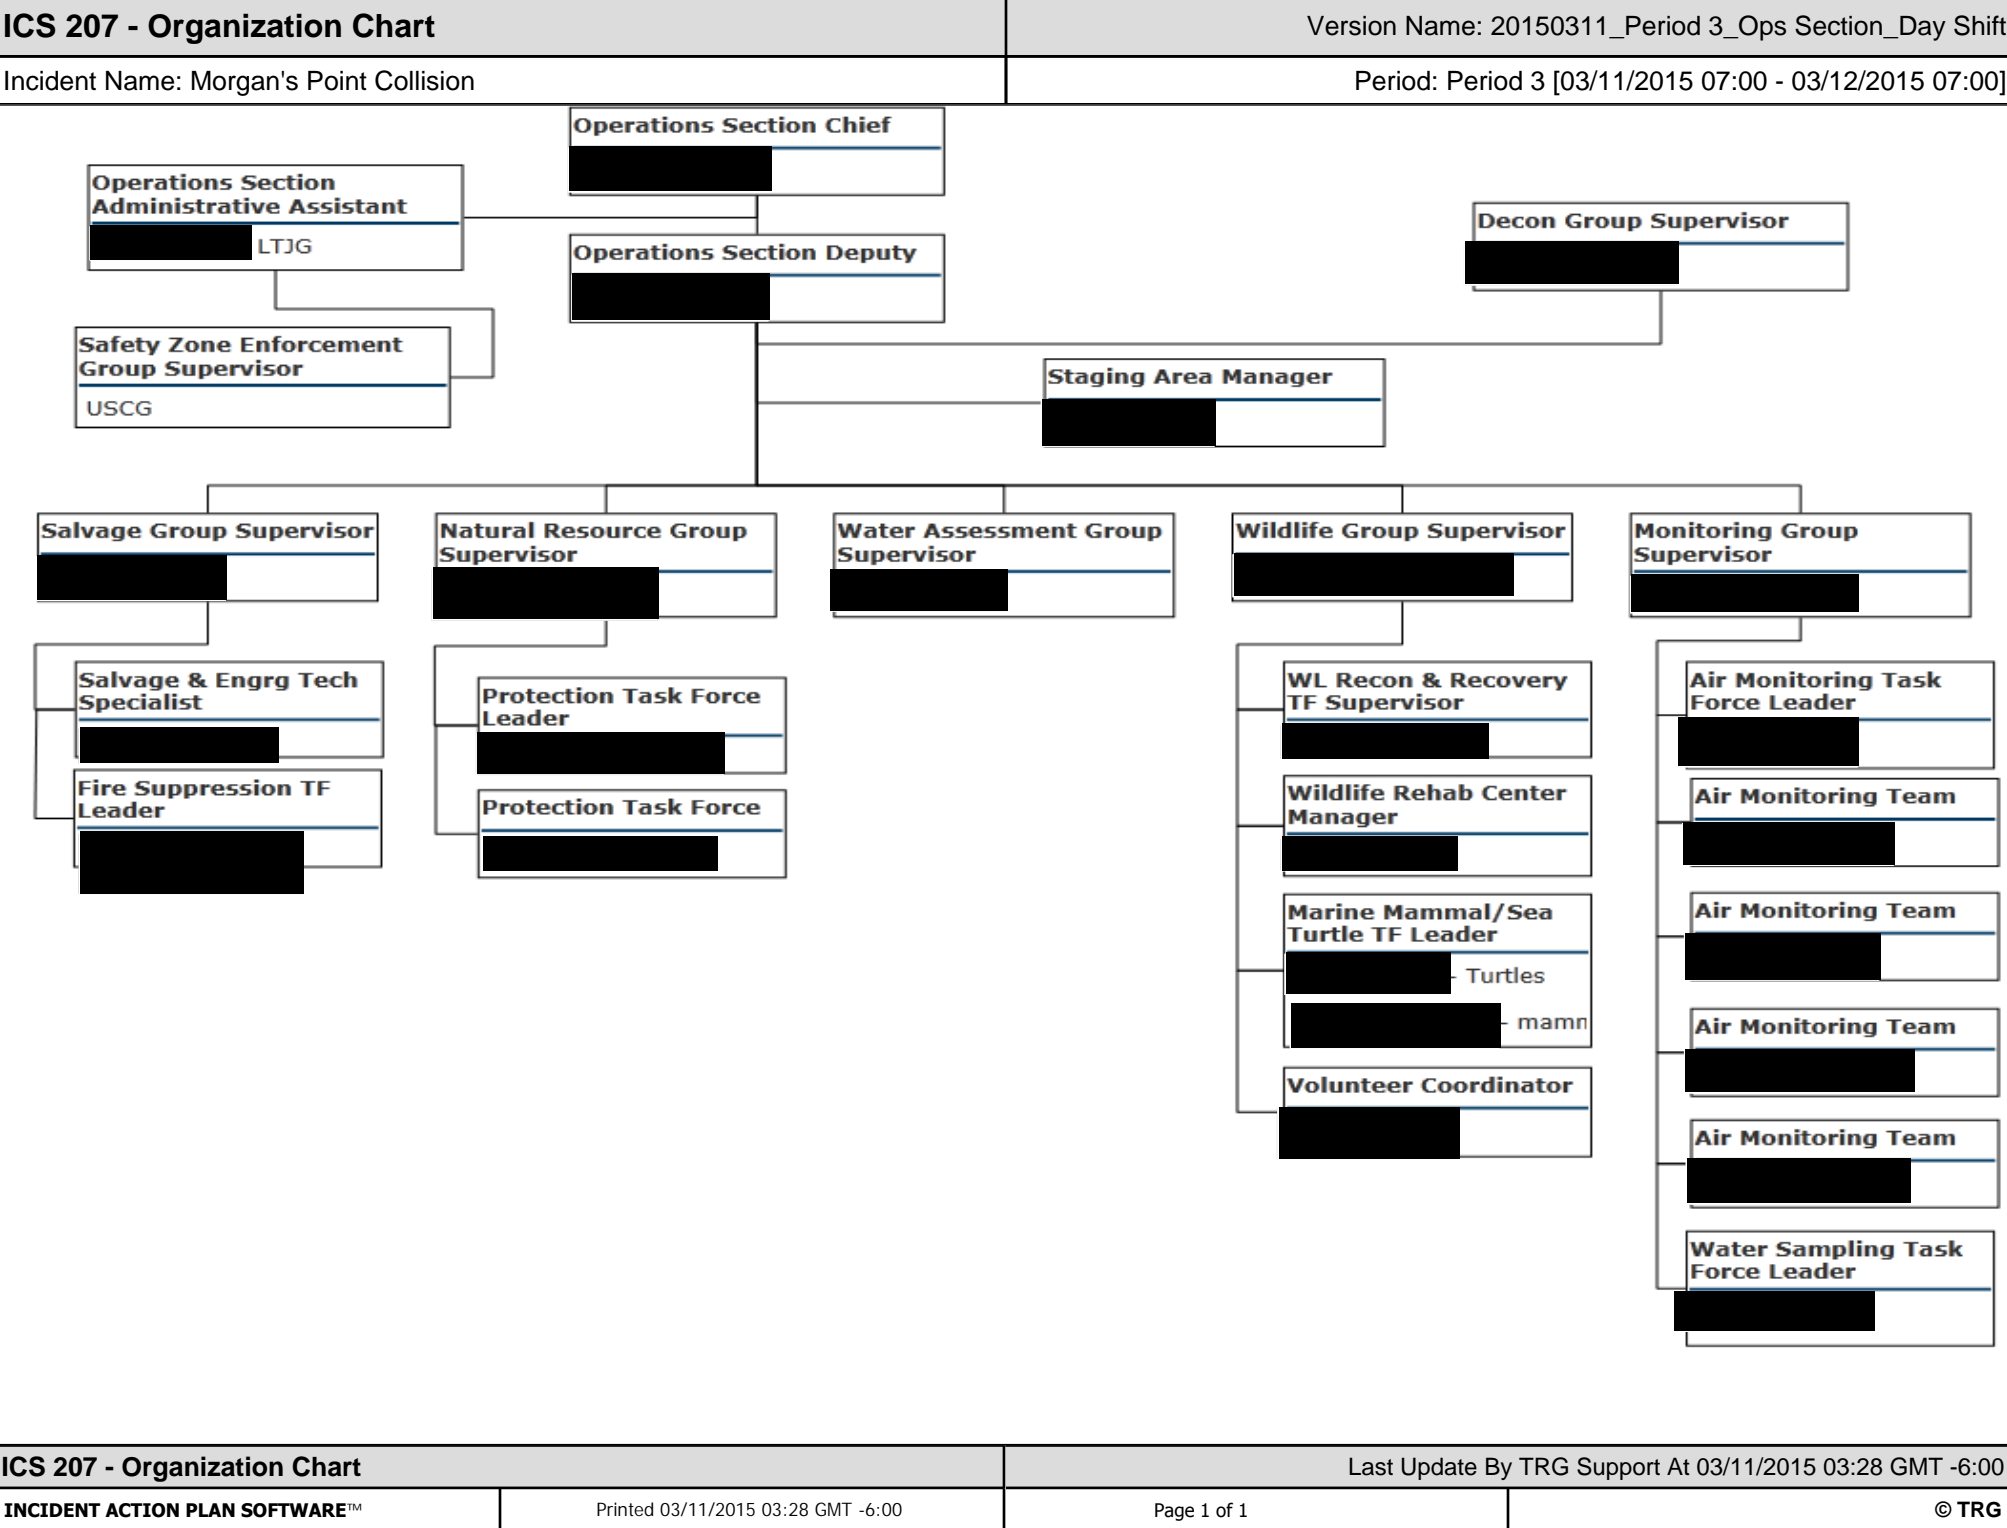 ICS 207 - Organization Chart
Version Name: 20150311_Period 3_Ops Section_Day Shift
Incident Name: Morgan's Point Collision
Period: Period 3 [03/11/2015 07:00 - 03/12/2015 07:00]
Operations Section Chief
Operations Section
Administrative Assistant
LTJG
Operations Section Deputy
Decon Group Supervisor
Safety Zone Enforcement
Group Supervisor
USCG
Staging Area Manager
Salvage Group Supervisor
Natural Resource Group
Supervisor
Water Assessment Group
Supervisor
Wildlife Group Supervisor
Monitoring Group
Supervisor
Salvage & Engrg Tech
Specialist
Fire Suppression TF
Leader
Protection Task Force
Leader
Protection Task Force
WL Recon & Recovery
TF Supervisor
Wildlife Rehab Center
Manager
Marine Mammal/Sea
Turtle TF Leader
- Turtles
- mamn
Volunteer Coordinator
Air Monitoring Task
Force Leader
Air Monitoring Team
Air Monitoring Team
Air Monitoring Team
Air Monitoring Team
Water Sampling Task
Force Leader
ICS 207 - Organization Chart
Last Update By TRG Support At 03/11/2015 03:28 GMT -6:00
INCIDENT ACTION PLAN SOFTWARE™
Printed 03/11/2015 03:28 GMT -6:00
Page 1 of 1
© TRG